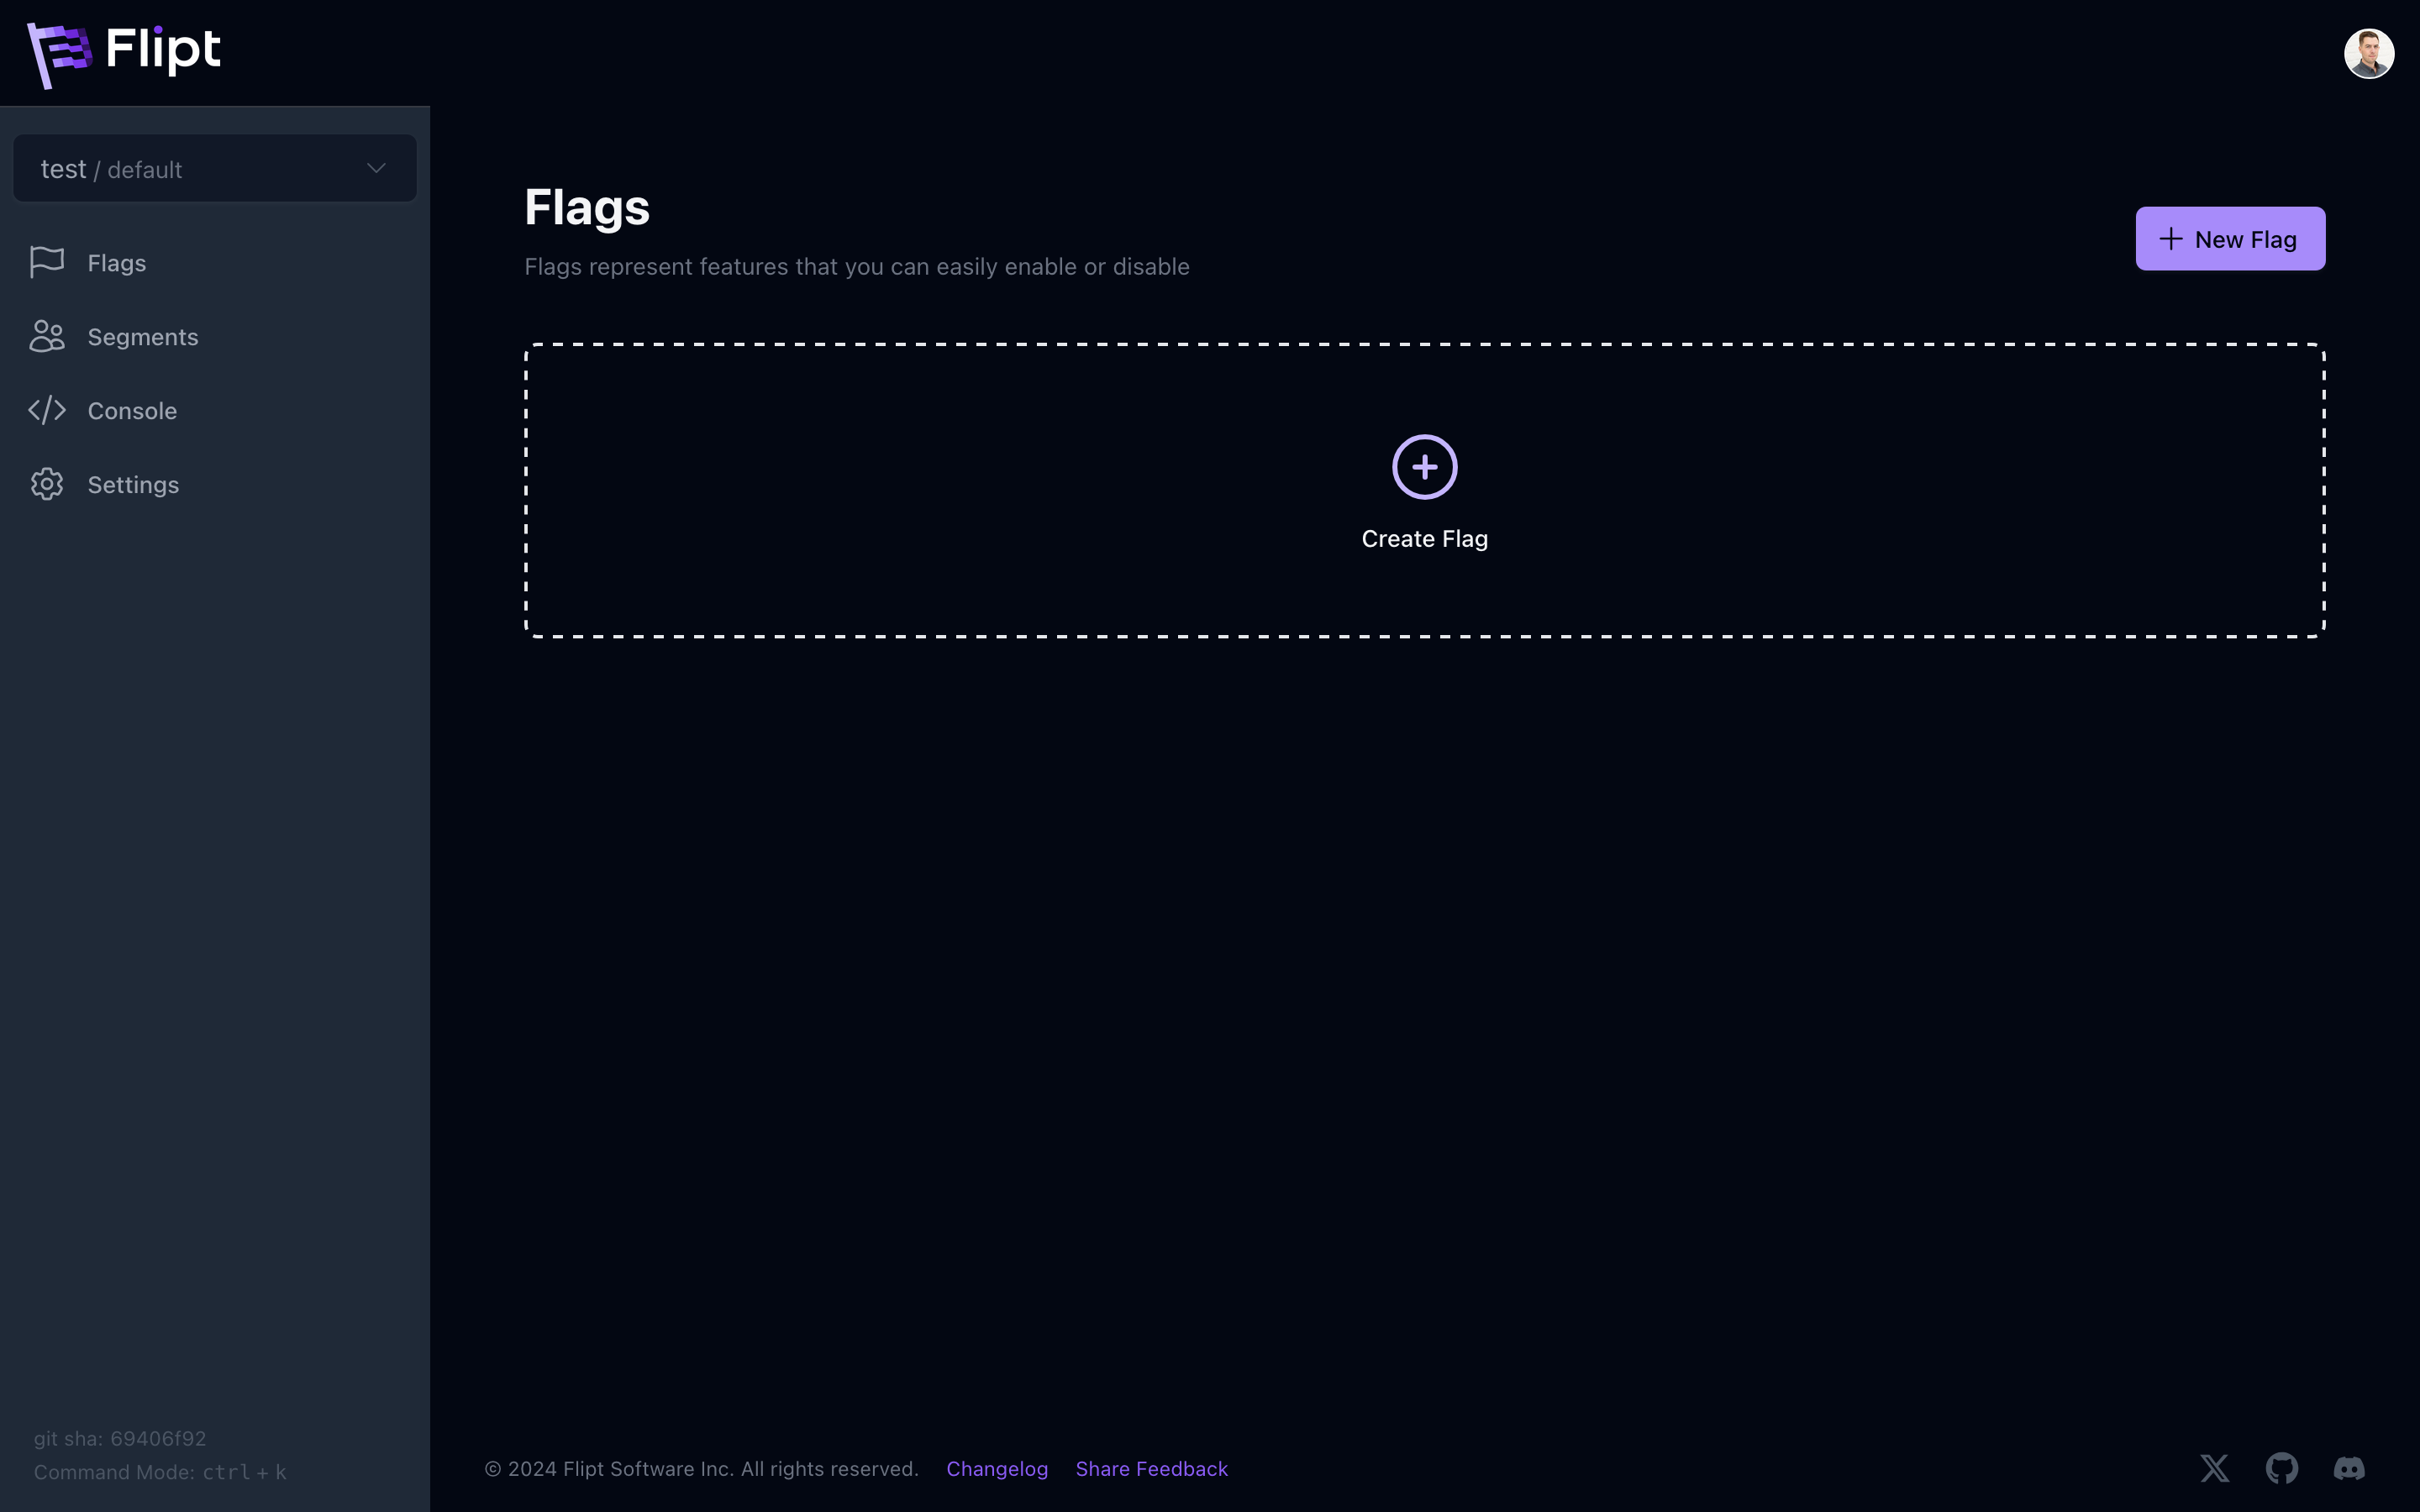 Flipt
test / default
Flags
Segments
Console
Settings
git sha: 69406f92
Command Mode: ctrl + k
Flags
Flags represent features that you can easily enable or disable
New Flag
Create Flag
© 2024 Flipt Software Inc. All rights reserved. Changelog Share Feedback